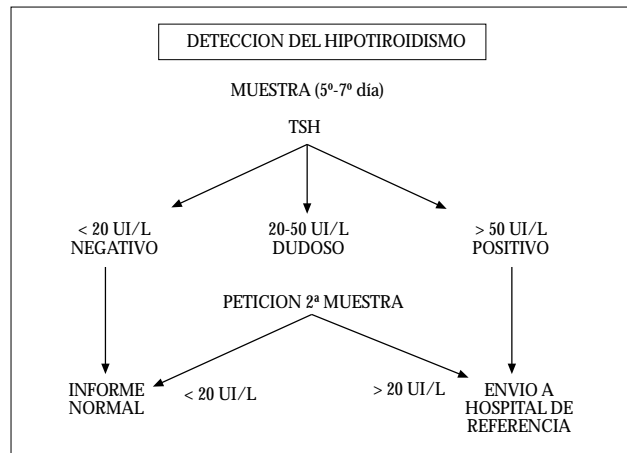 DETECCION DEL HIPOTIROIDISMO
MUESTRA (5º-7º día)
TSH
< 20 UI/L
NEGATIVO
20-50 UI/L
DUDOSO
> 50 UI/L
POSITIVO
PETICION 2ª MUESTRA
INFORME
NORMAL
< 20 UI/L
> 20 UI/L
ENVIO A
HOSPITAL DE
REFERENCIA